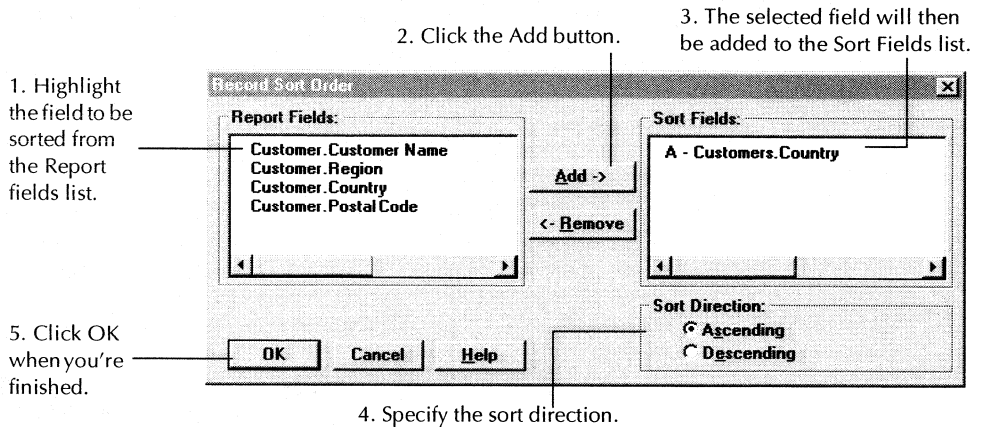 3. The selected field will then
be added to the Sort Fields list.
2. Click the Add button.
1. Highlight
the field to be
sorted from
the Report
fields list.
Record Sort Order
Report Fields:
Customer.Customer Name
Customer.Region
Customer.Country
Customer.Postal Code
Add ->
<- Remove
Sort Fields:
A - Customers.Country
Sort Direction:
Ascending
Descending
5. Click OK
when you're
finished.
OK
Cancel
Help
4. Specify the sort direction.